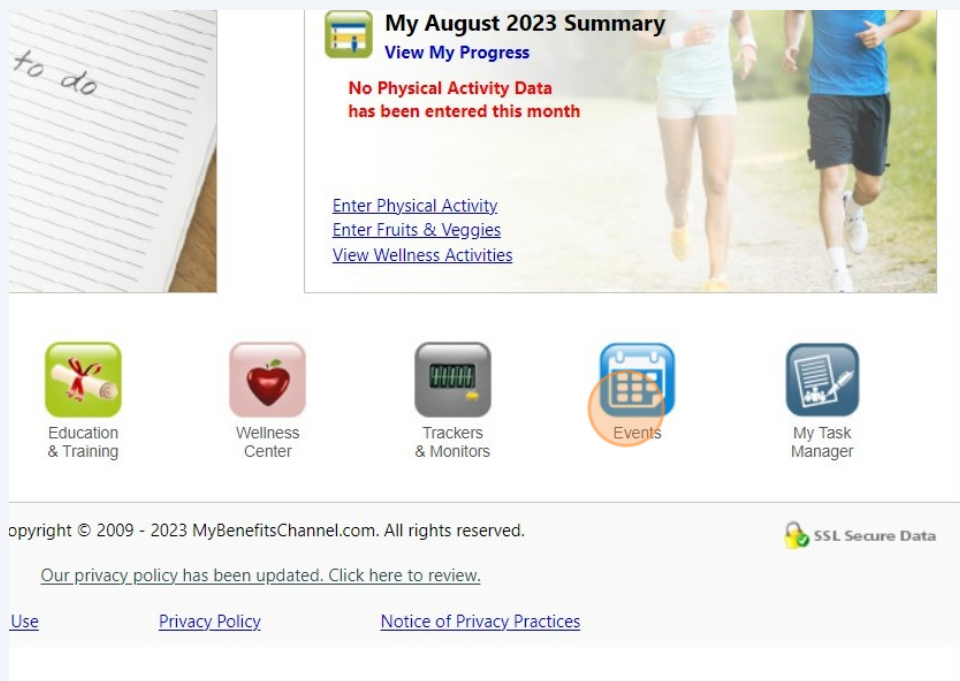 to do
My August 2023 Summary
View My Progress
No Physical Activity Data
has been entered this month
Enter Physical Activity
Enter Fruits & Veggies
View Wellness Activities
Education
& Training
Wellness
Center
Trackers
& Monitors
Events
My Task
Manager
opyright © 2009 - 2023 MyBenefitsChannel.com. All rights reserved.
SSL Secure Data
Our privacy policy has been updated. Click here to review.
Use
Privacy Policy
Notice of Privacy Practices